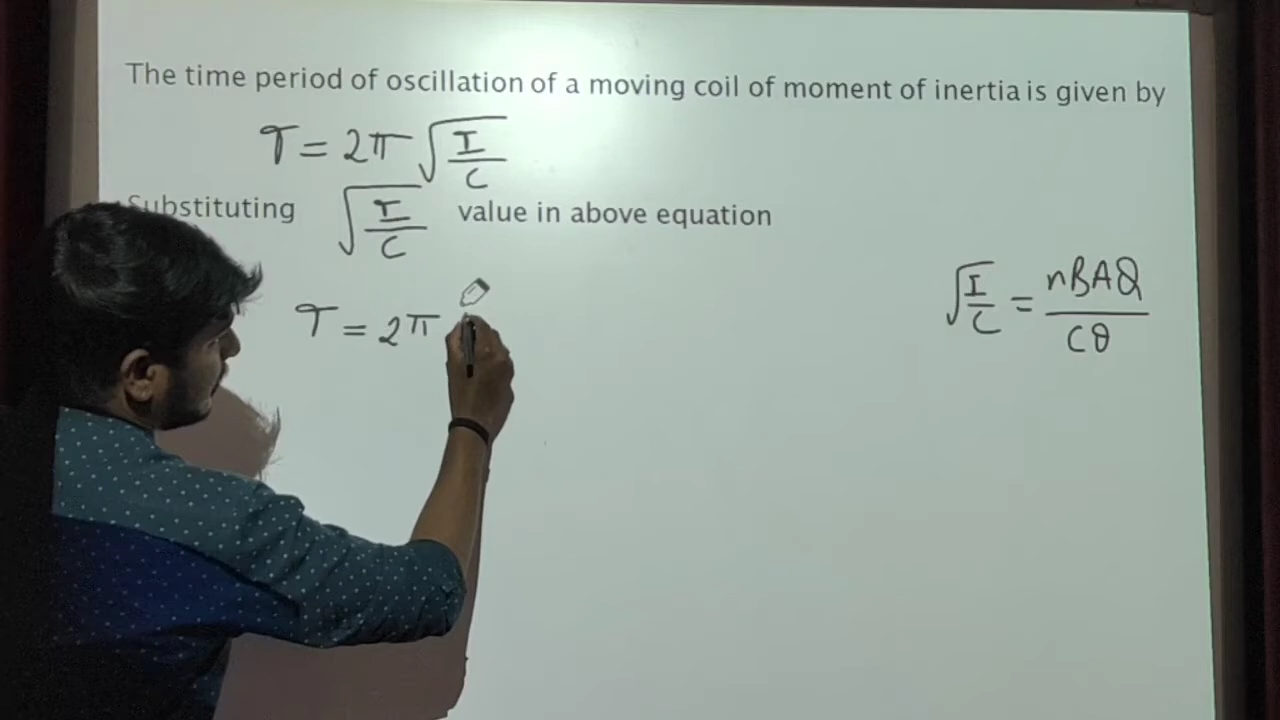 The time period of oscillation of a moving coil of moment of inertia is given by
T = 2π √(I/C)
Substituting √(I/C) value in above equation
√(I/C) = nBAQ/Cθ
T = 2π